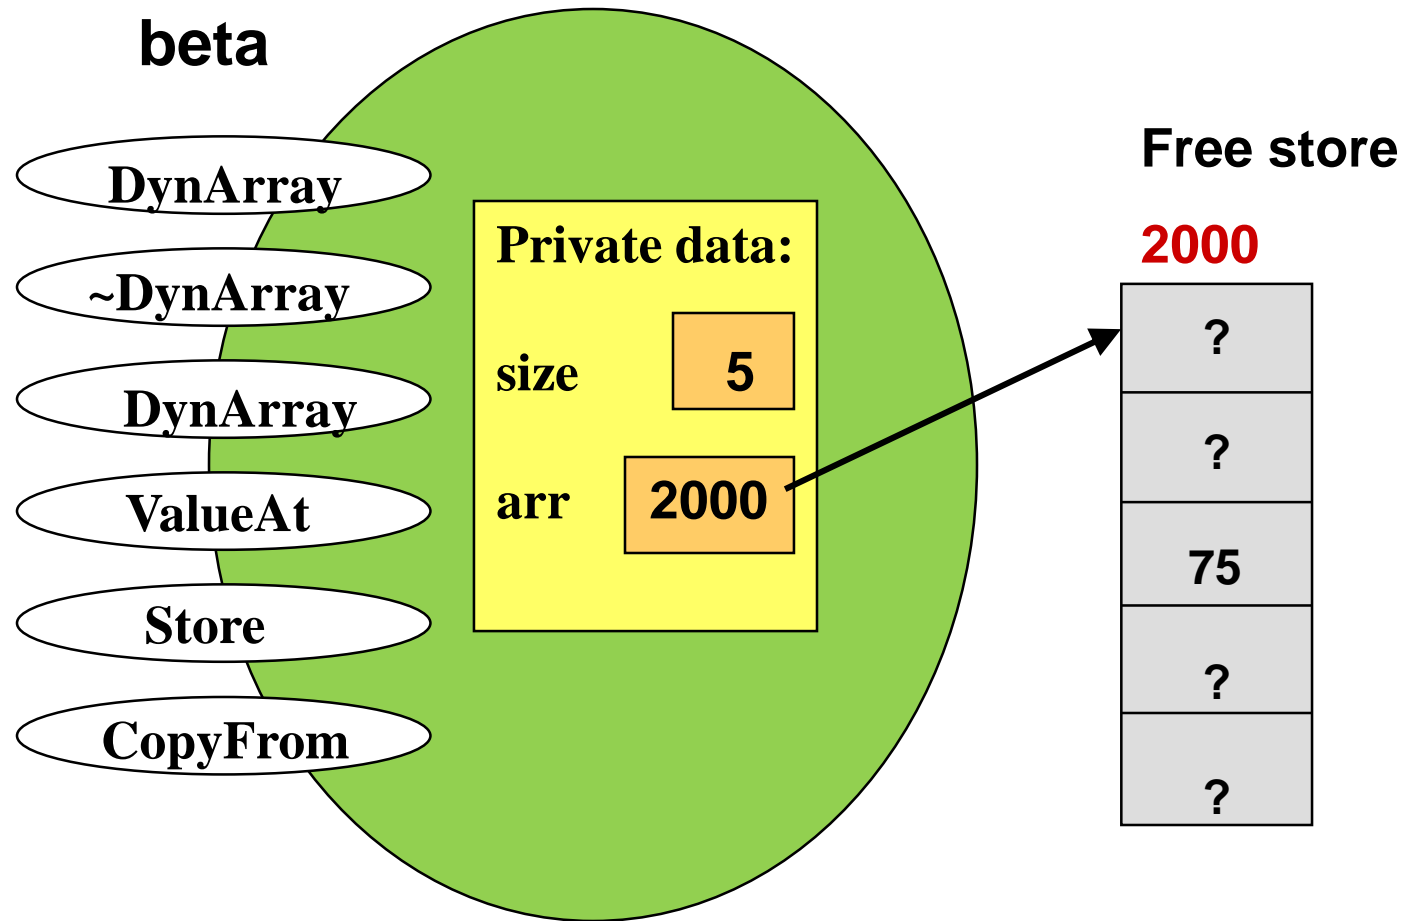 beta
DynArray
~DynArray
DynArray
ValueAt
Store
CopyFrom
Private data:
size 5
arr 2000
Free store
2000
?
?
75
?
?